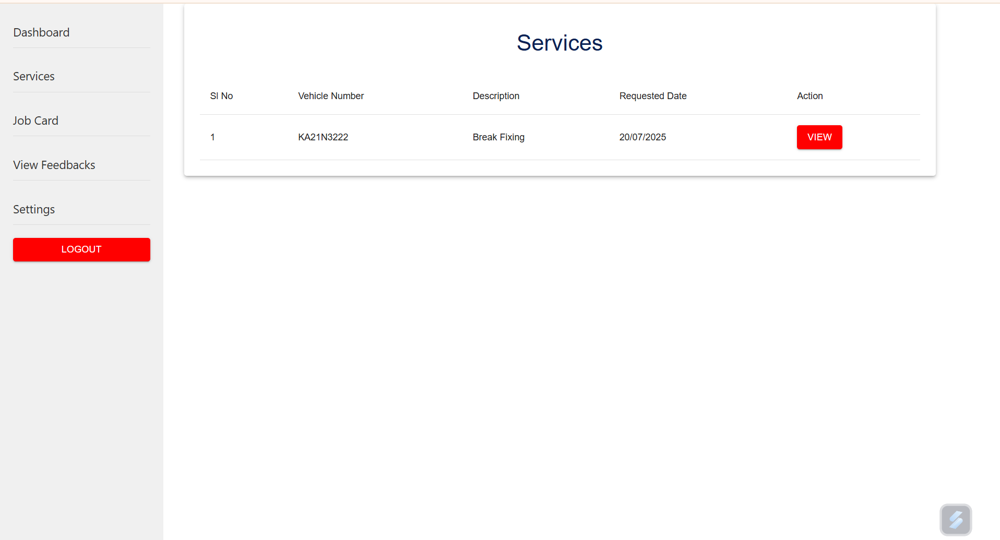 Dashboard
Services
Job Card
View Feedbacks
Settings
LOGOUT
Services
Sl No Vehicle Number Description Requested Date Action
1 KA21N3222 Break Fixing 20/07/2025 VIEW